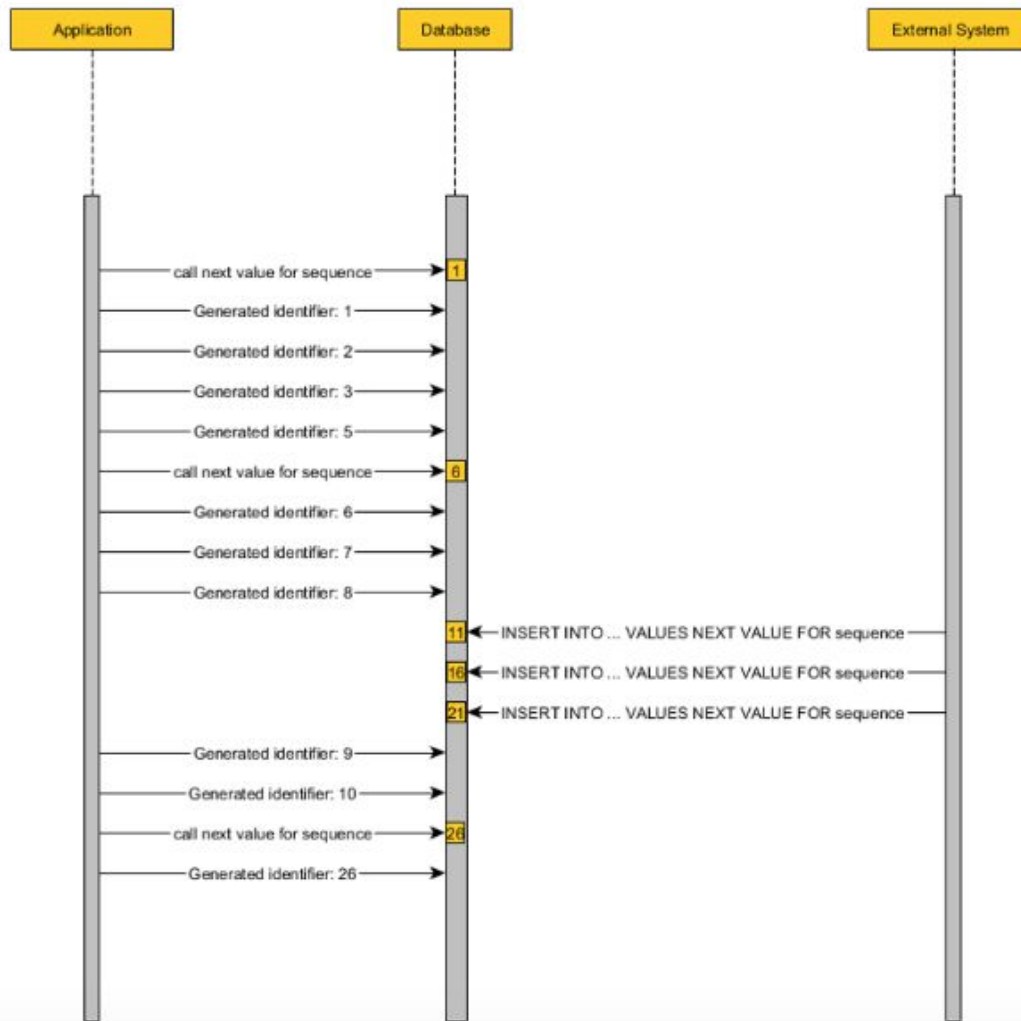 Application
Database
External System
call next value for sequence
1
Generated identifier: 1
Generated identifier: 2
Generated identifier: 3
Generated identifier: 5
call next value for sequence
6
Generated identifier: 6
Generated identifier: 7
Generated identifier: 8
11
INSERT INTO ... VALUES NEXT VALUE FOR sequence
16
INSERT INTO ... VALUES NEXT VALUE FOR sequence
21
INSERT INTO ... VALUES NEXT VALUE FOR sequence
Generated identifier: 9
Generated identifier: 10
call next value for sequence
26
Generated identifier: 26